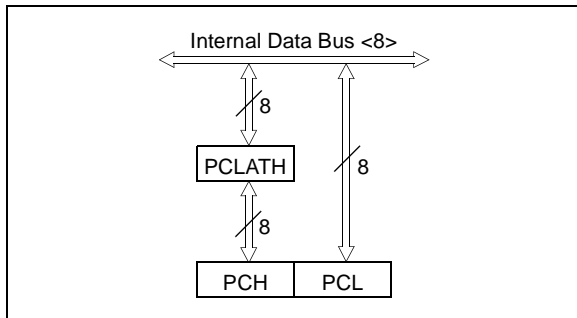 Internal Data Bus <8>
8
PCLATH
8
8
PCH PCL